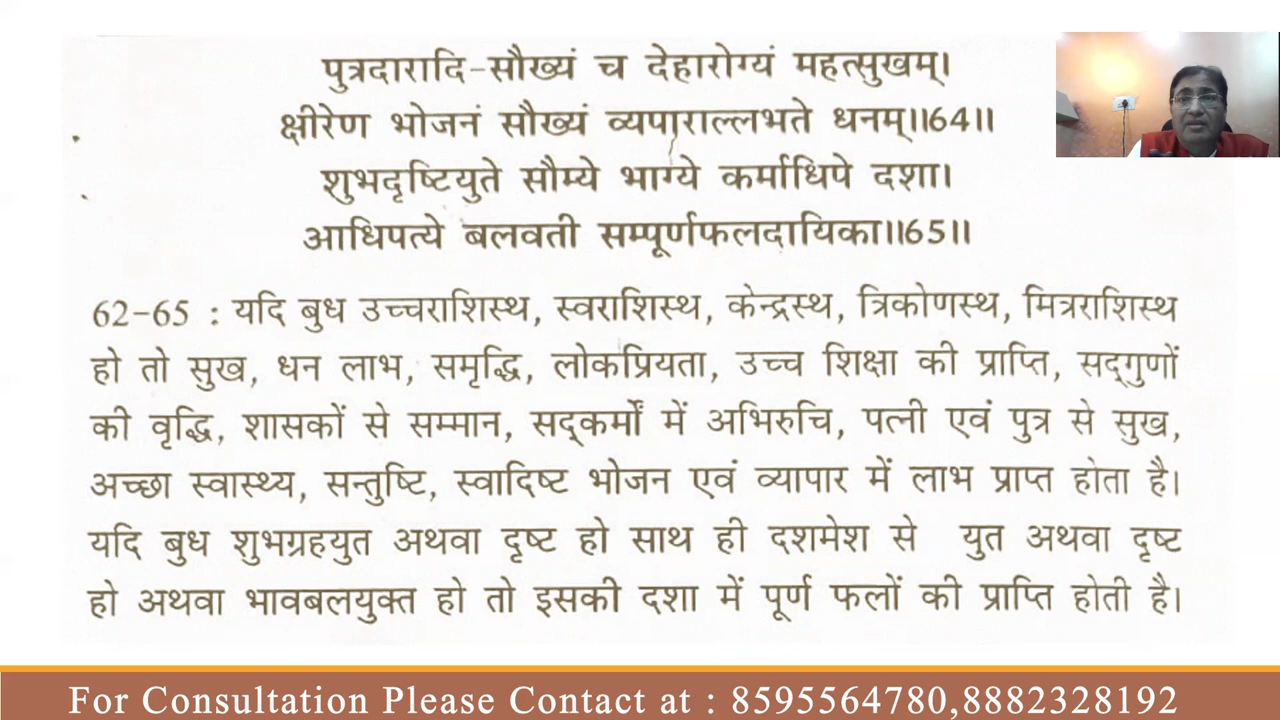 पुत्रदारादि-सौख्यं च देहारोग्यं महत्सुखम्।
क्षीरेण भोजनं सौख्यं व्यपाराल्लभते धनम्।।64।।
शुभदृष्टियुते सौम्ये भाग्ये कर्माधिपे दशा।
आधिपत्ये बलवती सम्पूर्णफलदायिका।।65।।
62-65 : यदि बुध उच्चराशिस्थ, स्वराशिस्थ, केन्द्रस्थ, त्रिकोणस्थ, मित्रराशिस्थ
हो तो सुख, धन लाभ, समृद्धि, लोकप्रियता, उच्च शिक्षा की प्राप्ति, सद्‌गुणों
की वृद्धि, शासकों से सम्मान, सद्‌कर्मों में अभिरुचि, पत्नी एवं पुत्र से सुख,
अच्छा स्वास्थ्य, सन्तुष्टि, स्वादिष्ट भोजन एवं व्यापार में लाभ प्राप्त होता है।
यदि बुध शुभग्रहयुत अथवा दृष्ट हो साथ ही दशमेश से युत अथवा दृष्ट
हो अथवा भावबलयुक्त हो तो इसकी दशा में पूर्ण फलों की प्राप्ति होती है।
For Consultation Please Contact at : 8595564780,8882328192